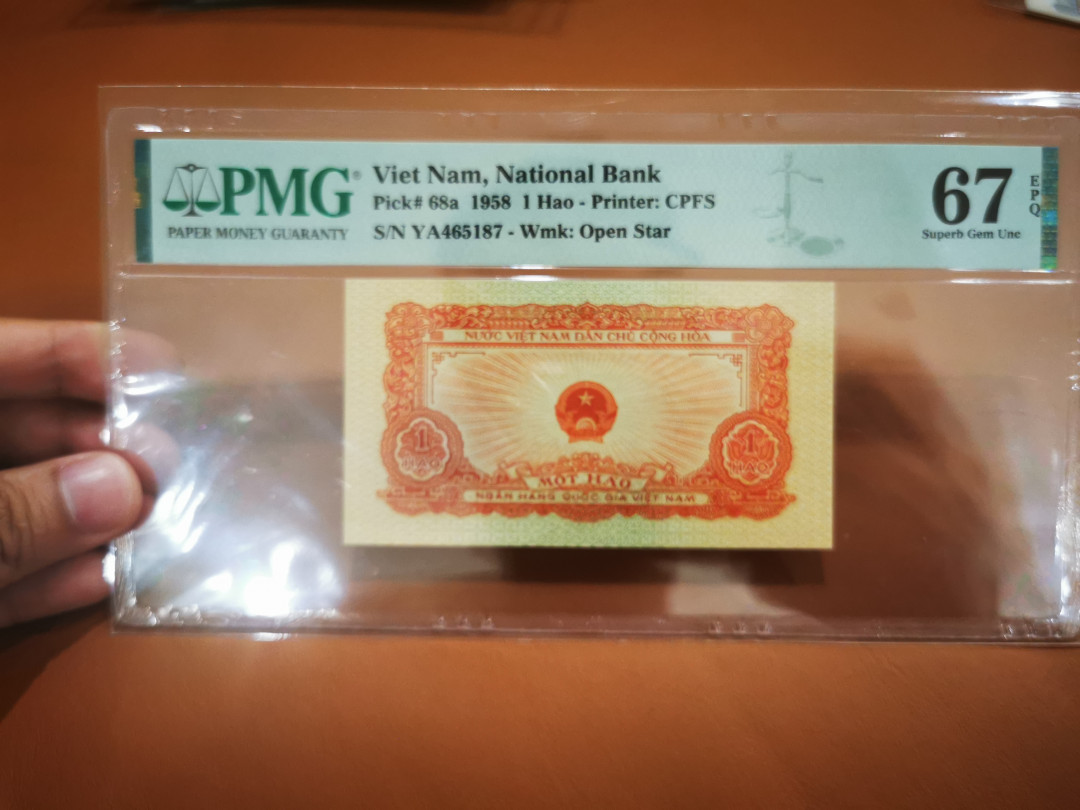 PMG®
PAPER MONEY GUARANTY
Viet Nam, National Bank
Pick# 68a 1958 1 Hao - Printer: CPFS
S/N YA465187 - Wmk: Open Star
67
EPQ
Superb Gem Unc
NƯỚC VIỆT NAM DÂN CHỦ CỘNG HÒA
1
HÀO
1
HÀO
MỘT HÀO
NGÂN HÀNG QUỐC GIA VIỆT NAM